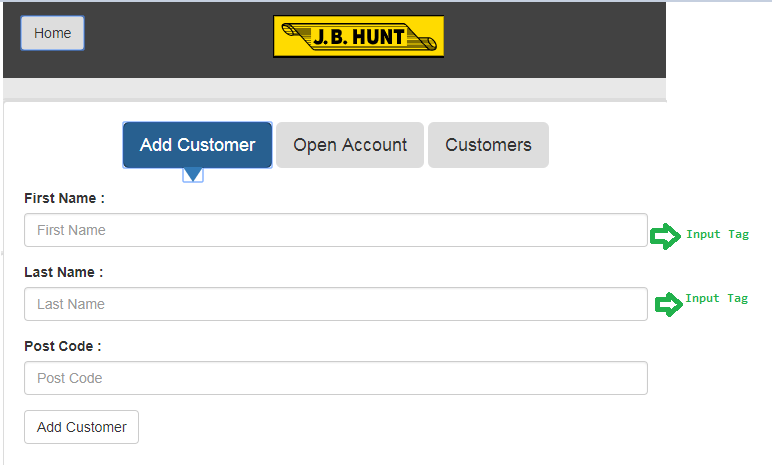 Home
J.B. HUNT
Add Customer
Open Account
Customers
First Name :
First Name
Input Tag
Last Name :
Last Name
Input Tag
Post Code :
Post Code
Add Customer